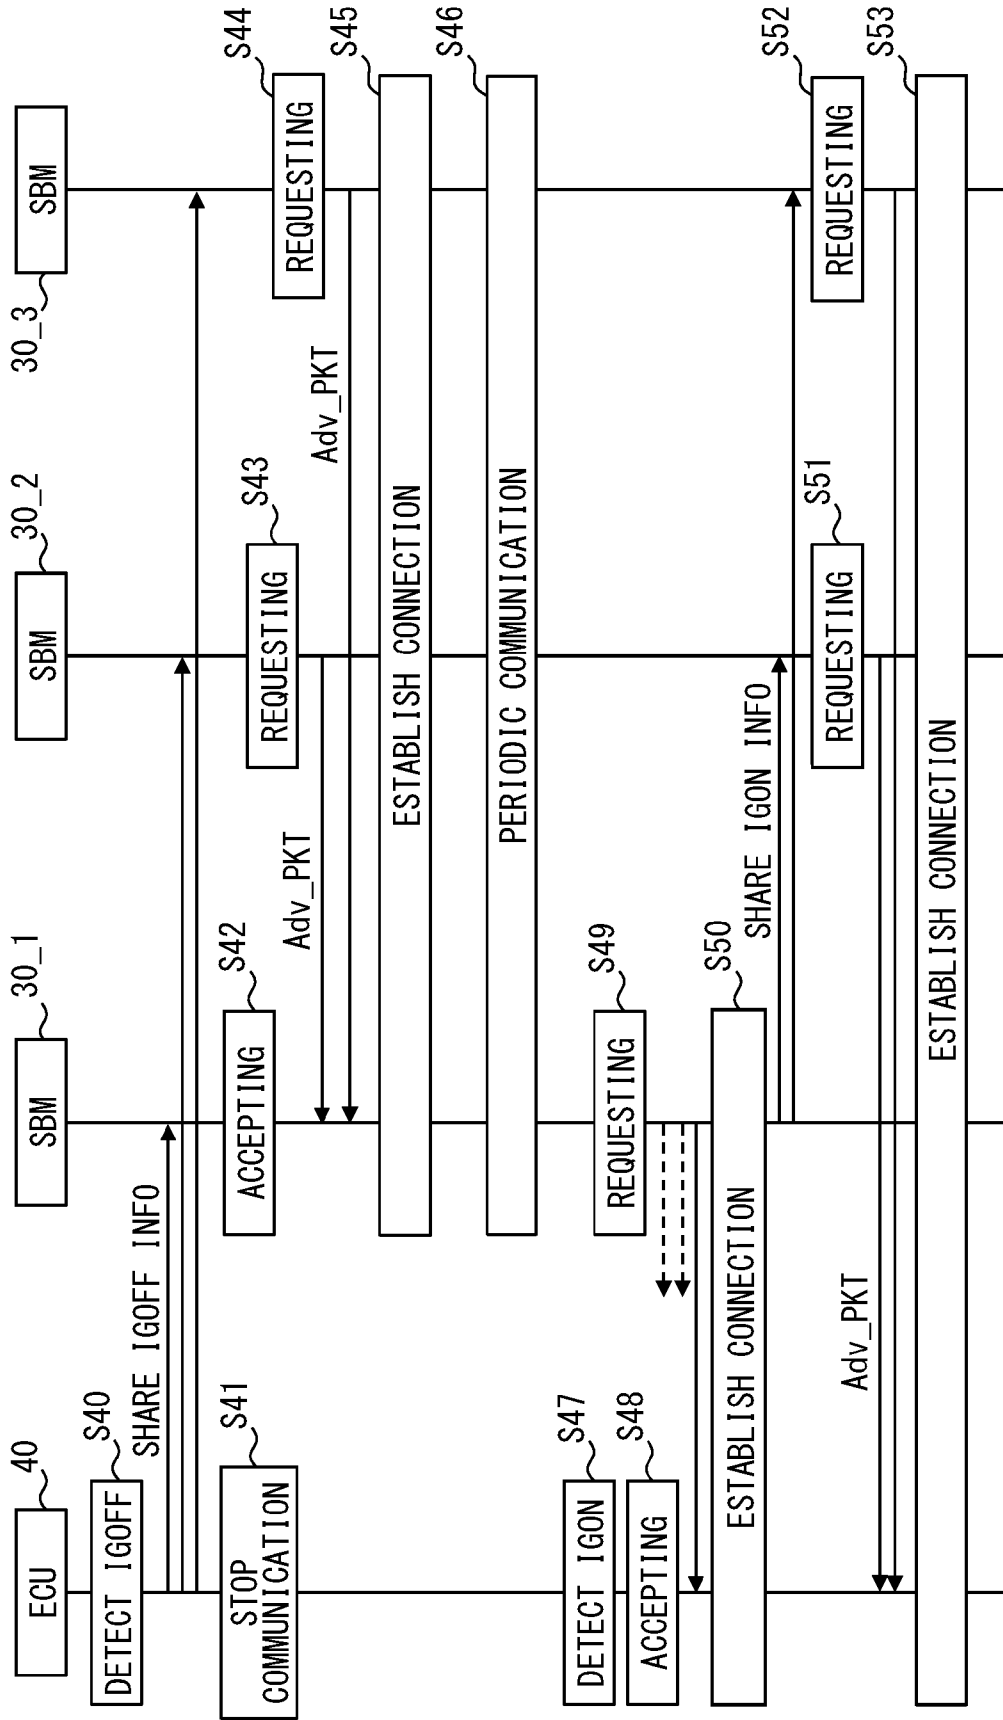 40
ECU
30_1
SBM
30_2
SBM
30_3
SBM
S40
DETECT IGOFF
SHARE IGOFF INFO
S41
STOP
COMMUNICATION
S42
ACCEPTING
S43
REQUESTING
S44
REQUESTING
Adv_PKT
Adv_PKT
S45
ESTABLISH CONNECTION
S46
PERIODIC COMMUNICATION
S47
DETECT IGON
S48
ACCEPTING
S49
REQUESTING
S50
ESTABLISH CONNECTION
SHARE IGON INFO
S51
REQUESTING
S52
REQUESTING
Adv_PKT
S53
ESTABLISH CONNECTION